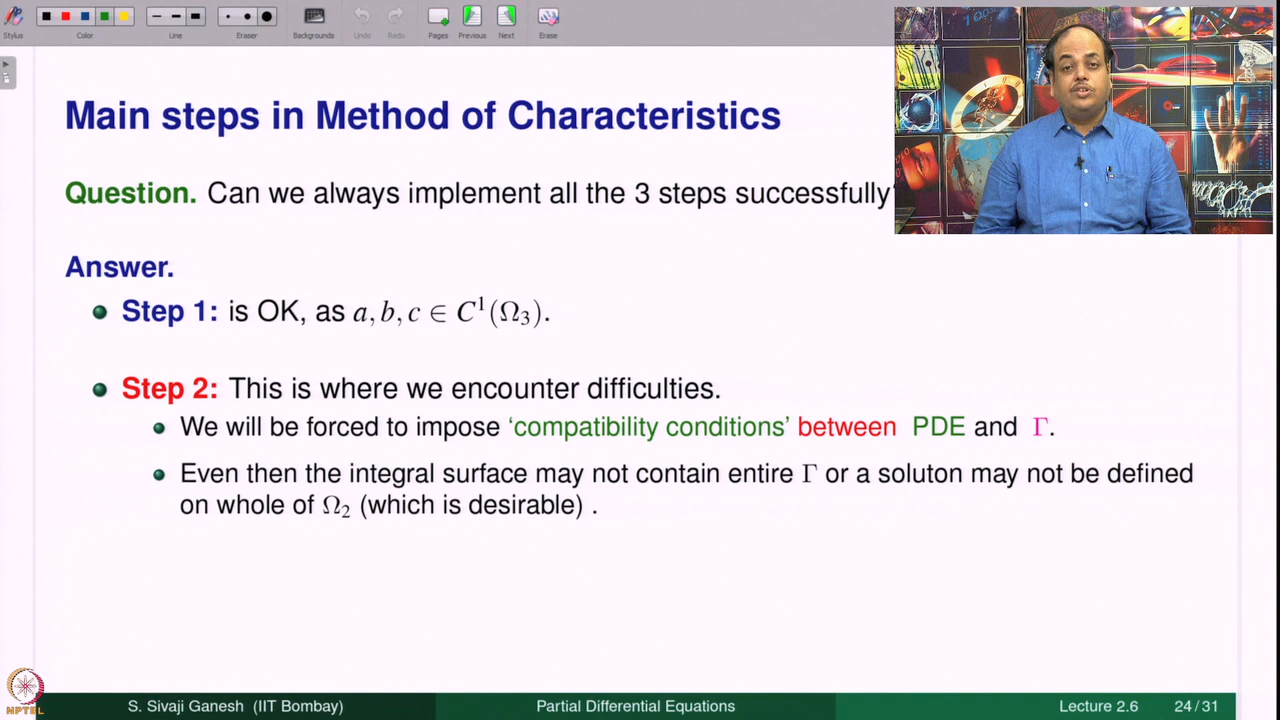 Stylus
Color
Line
Eraser
Backgrounds
Undo
Redo
Pages
Previous
Next
Erase
Main steps in Method of Characteristics
Question. Can we always implement all the 3 steps successfully
Answer.
Step 1: is OK, as a, b, c ∈ C¹(Ω₃).
Step 2: This is where we encounter difficulties.
We will be forced to impose ‘compatibility conditions’ between PDE and Γ.
Even then the integral surface may not contain entire Γ or a soluton may not be defined
on whole of Ω₂ (which is desirable) .
NPTEL
S. Sivaji Ganesh (IIT Bombay)
Partial Differential Equations
Lecture 2.6
24 / 31